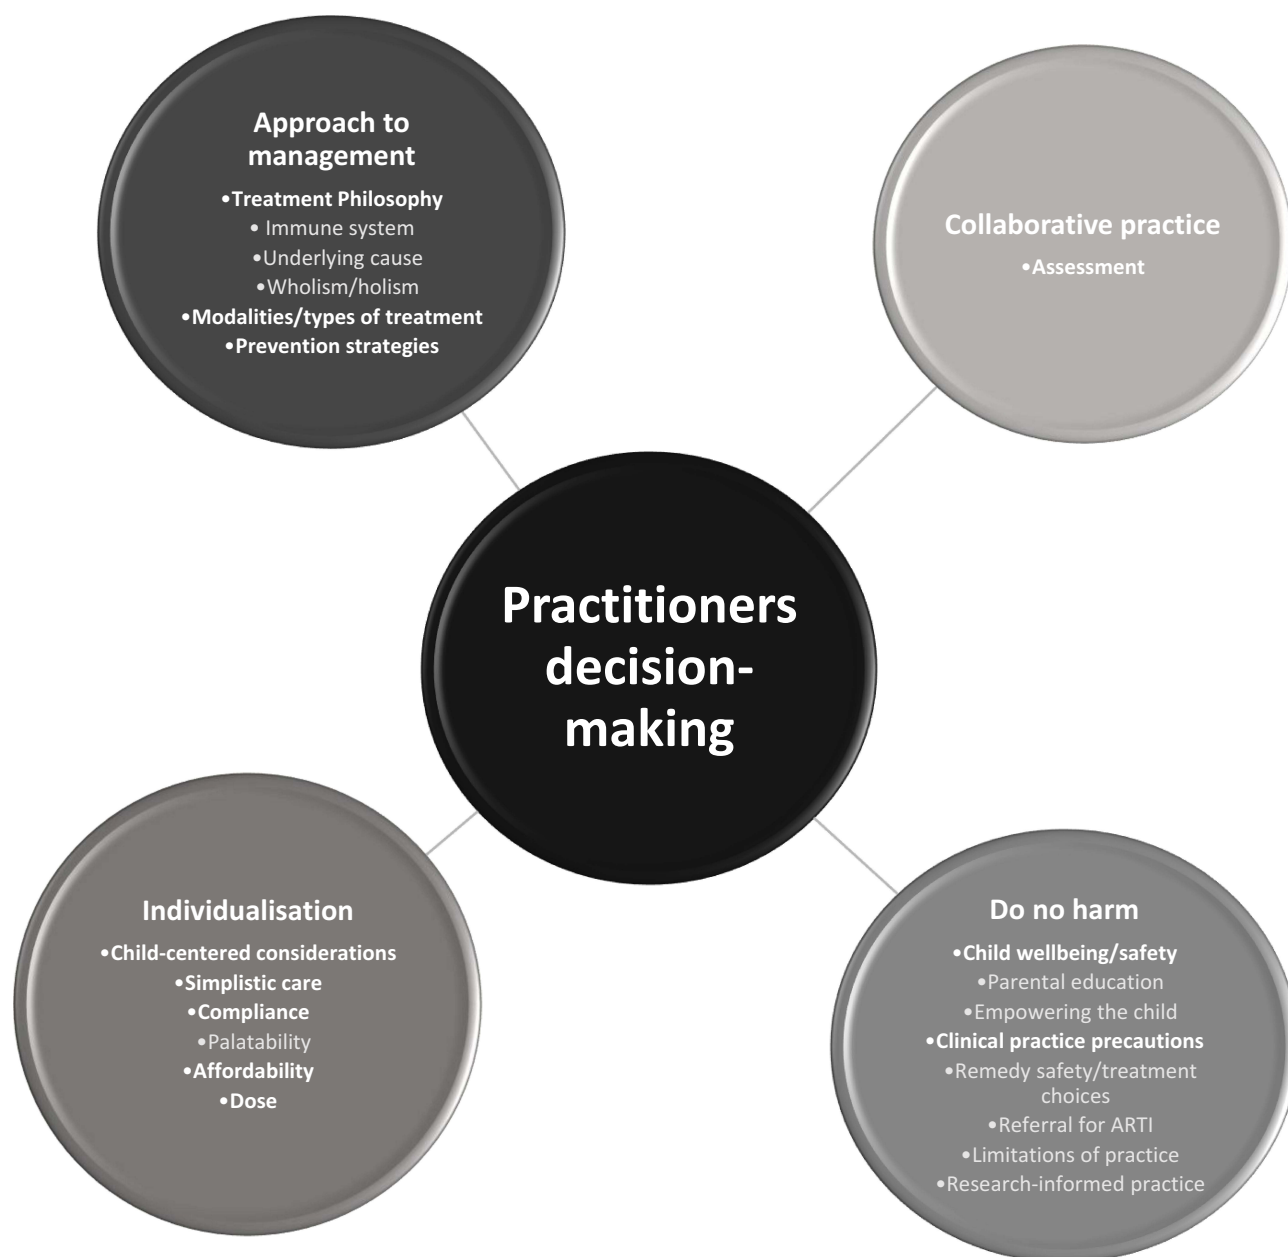 Approach to
management
•Treatment Philosophy
• Immune system
•Underlying cause
•Wholism/holism
•Modalities/types of treatment
•Prevention strategies
Collaborative practice
•Assessment
Practitioners
decision-
making
Individualisation
•Child-centered considerations
•Simplistic care
•Compliance
•Palatability
•Affordability
•Dose
Do no harm
•Child wellbeing/safety
•Parental education
•Empowering the child
•Clinical practice precautions
•Remedy safety/treatment
choices
•Referral for ARTI
•Limitations of practice
•Research-informed practice